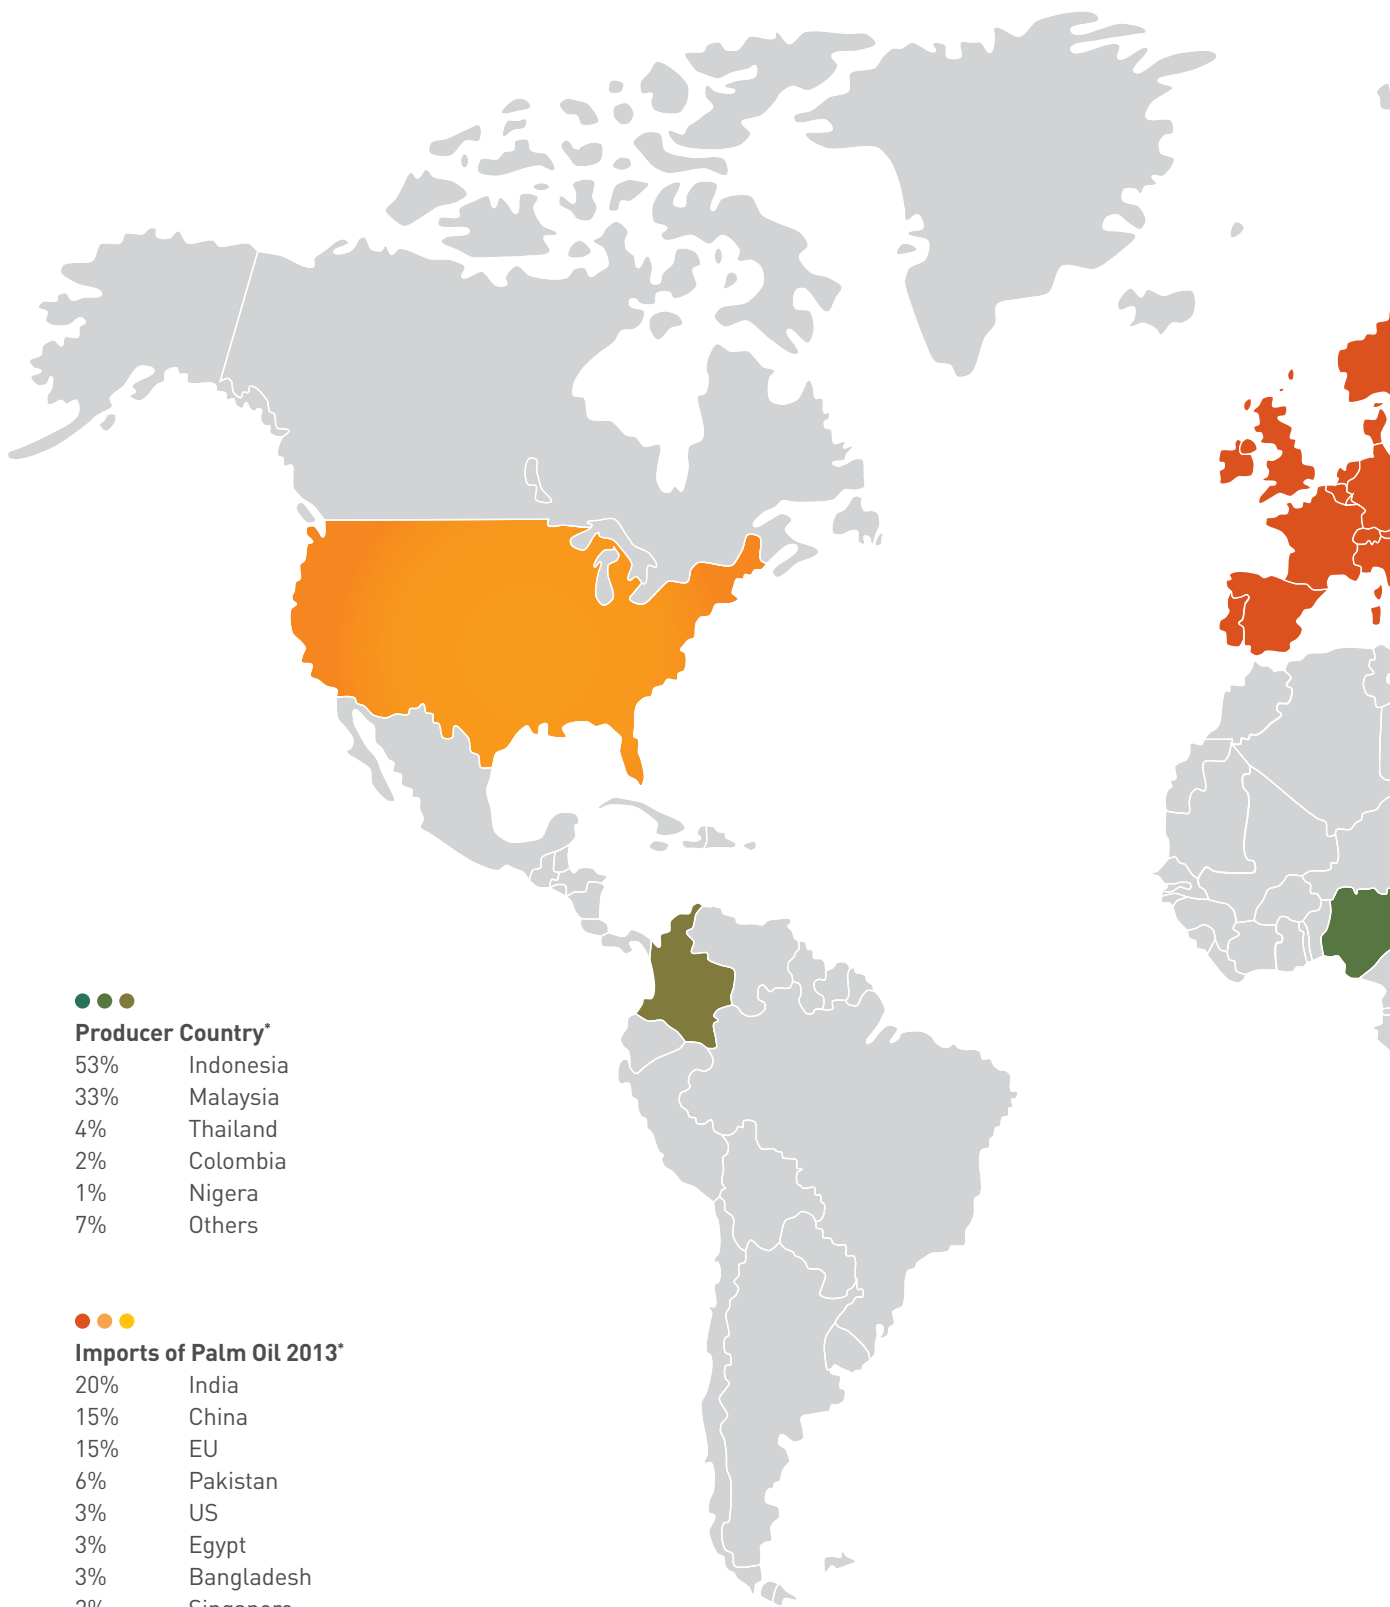 Producer Country*
53% Indonesia
33% Malaysia
4% Thailand
2% Colombia
1% Nigera
7% Others
Imports of Palm Oil 2013*
20% India
15% China
15% EU
6% Pakistan
3% US
3% Egypt
3% Bangladesh
Singapore